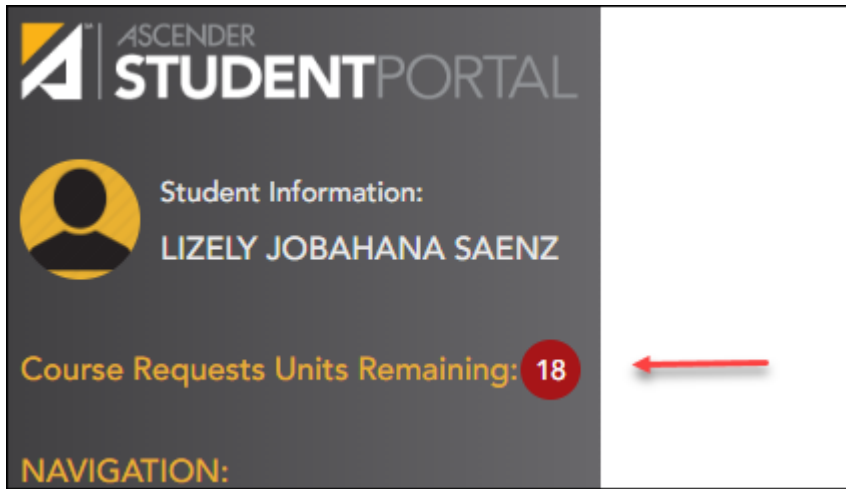 ASCENDER
STUDENTPORTAL
Student Information:
LIZELY JOBAHANA SAENZ
Course Requests Units Remaining: 18
NAVIGATION: